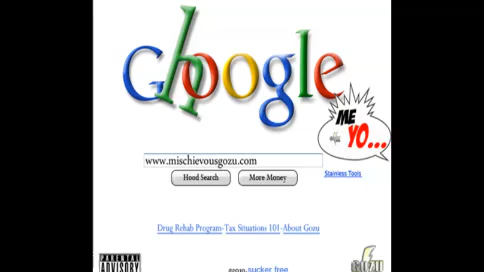 Ghoogle
ME
YO...
www.mischievousgozu.com
Hood Search
More Money
Stainless Tools
Drug Rehab Program-Tax Situations 101-About Gozu
PARENTAL
ADVISORY
©2010-sucker free
GOZU